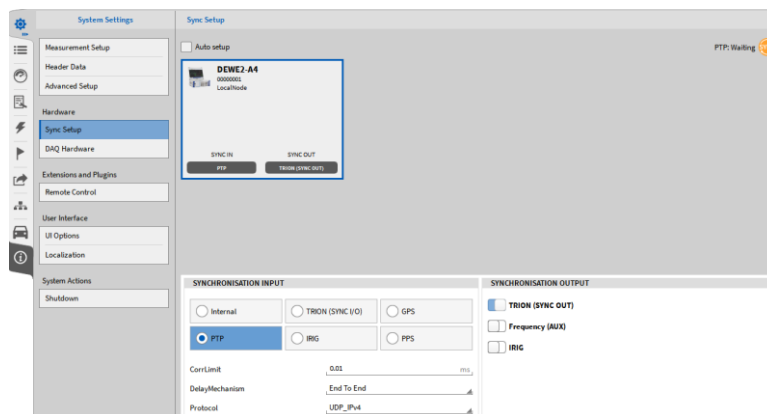 System Settings
Sync Setup
Measurement Setup
Header Data
Advanced Setup
Hardware
Sync Setup
DAQ Hardware
Extensions and Plugins
Remote Control
User Interface
UI Options
Localization
System Actions
Shutdown
Auto setup
PTP: Waiting
DEWE2-A4
00000001
LocalNode
SYNC IN SYNC OUT
PTP TRION (SYNC OUT)
SYNCHRONISATION INPUT
Internal TRION (SYNC I/O) GPS
PTP IRIG PPS
CorrLimit 0.01 ms
DelayMechanism End To End
Protocol UDP_IPv4
SYNCHRONISATION OUTPUT
TRION (SYNC OUT)
Frequency (AUX)
IRIG